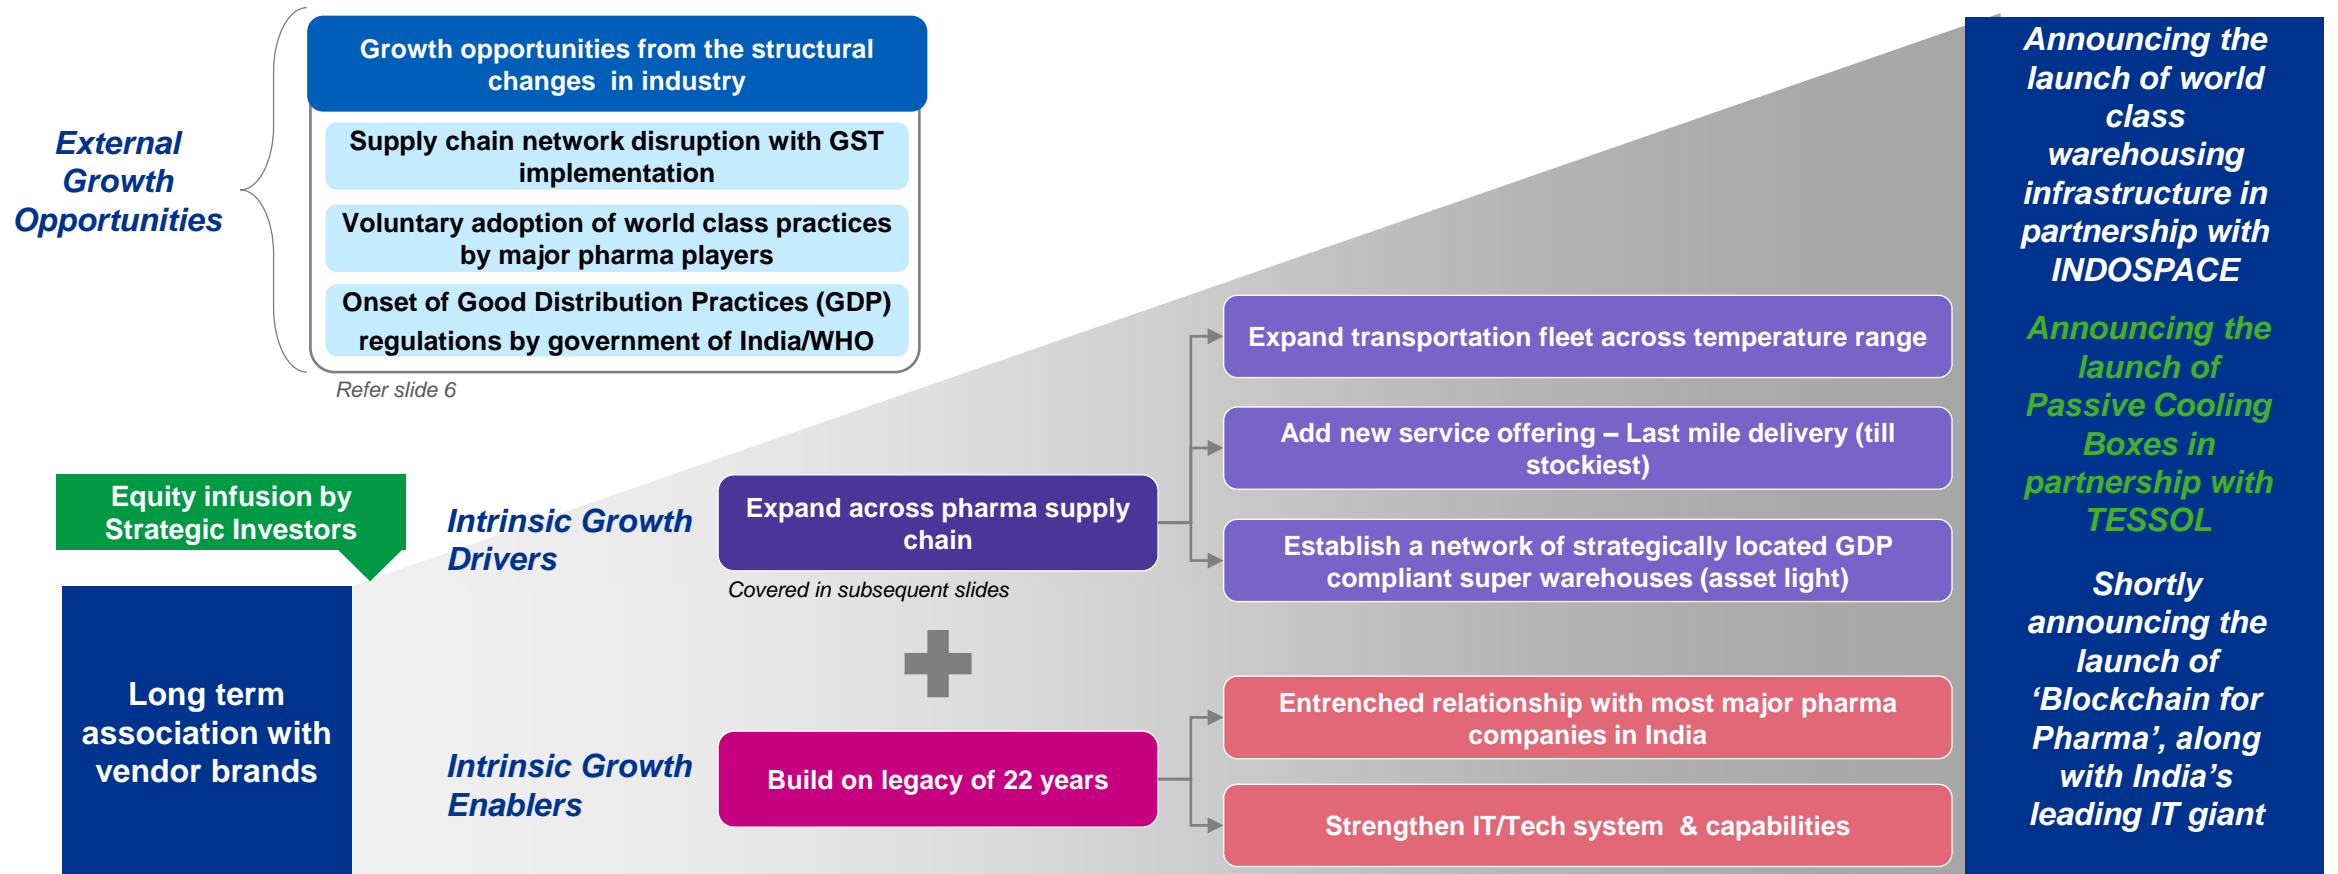 External
Growth
Opportunities
Growth opportunities from the structural
changes in industry
Supply chain network disruption with GST
implementation
Voluntary adoption of world class practices
by major pharma players
Onset of Good Distribution Practices (GDP)
regulations by government of India/WHO
Refer slide 6
Equity infusion by
Strategic Investors
Long term
association with
vendor brands
Intrinsic Growth
Drivers
Expand across pharma supply
chain
Covered in subsequent slides
Expand transportation fleet across temperature range
Add new service offering – Last mile delivery (till
stockiest)
Establish a network of strategically located GDP
compliant super warehouses (asset light)
Intrinsic Growth
Enablers
Build on legacy of 22 years
Entrenched relationship with most major pharma
companies in India
Strengthen IT/Tech system & capabilities
Announcing the
launch of world
class
warehousing
infrastructure in
partnership with
INDOSPACE
Announcing the
launch of
Passive Cooling
Boxes in
partnership with
TESSOL
Shortly
announcing the
launch of
‘Blockchain for
Pharma’, along
with India’s
leading IT giant